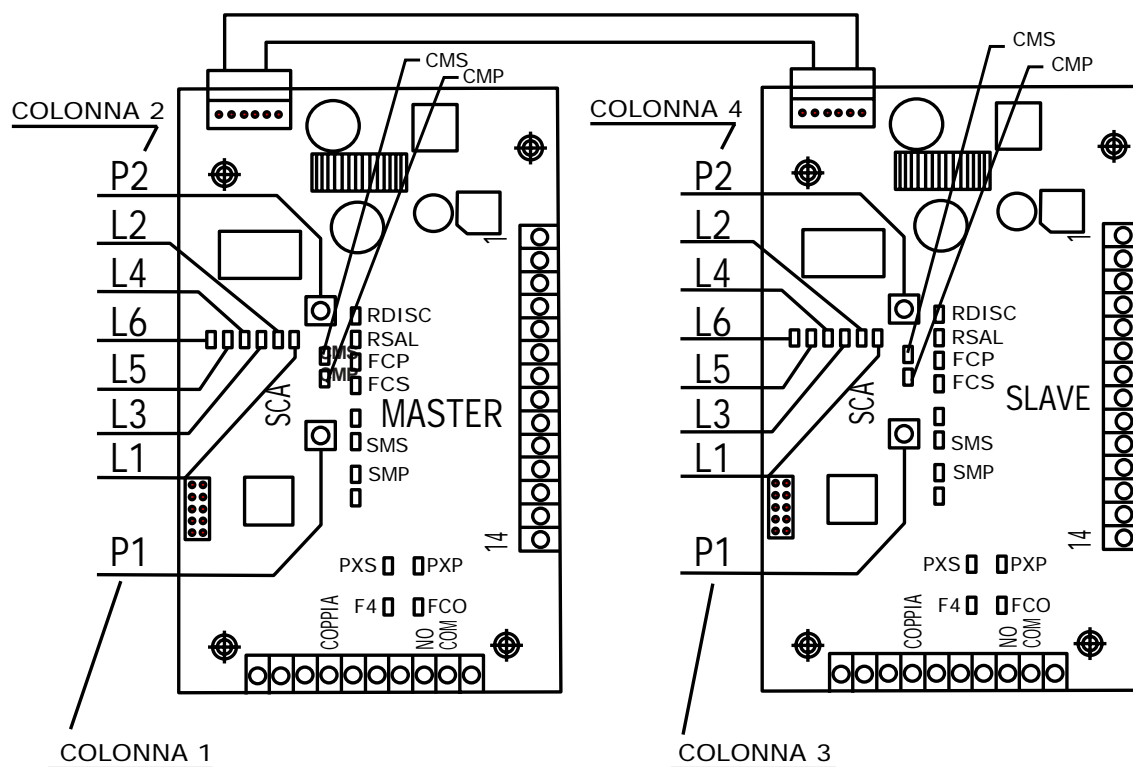 CMS
CMP
COLONNA 2
P2
L2
L4
L6
L5
L3
L1
P1
COLONNA 1
SCA
CMS
CMP
RDISC
RSAL
FCP
FCS
MASTER
SMS
SMP
PXS
PXP
F4
FCO
COPPIA
NO
COM
1
14
CMS
CMP
COLONNA 4
P2
L2
L4
L6
L5
L3
L1
P1
COLONNA 3
SCA
RDISC
RSAL
FCP
FCS
SLAVE
SMS
SMP
PXS
PXP
F4
FCO
COPPIA
NO
COM
1
14